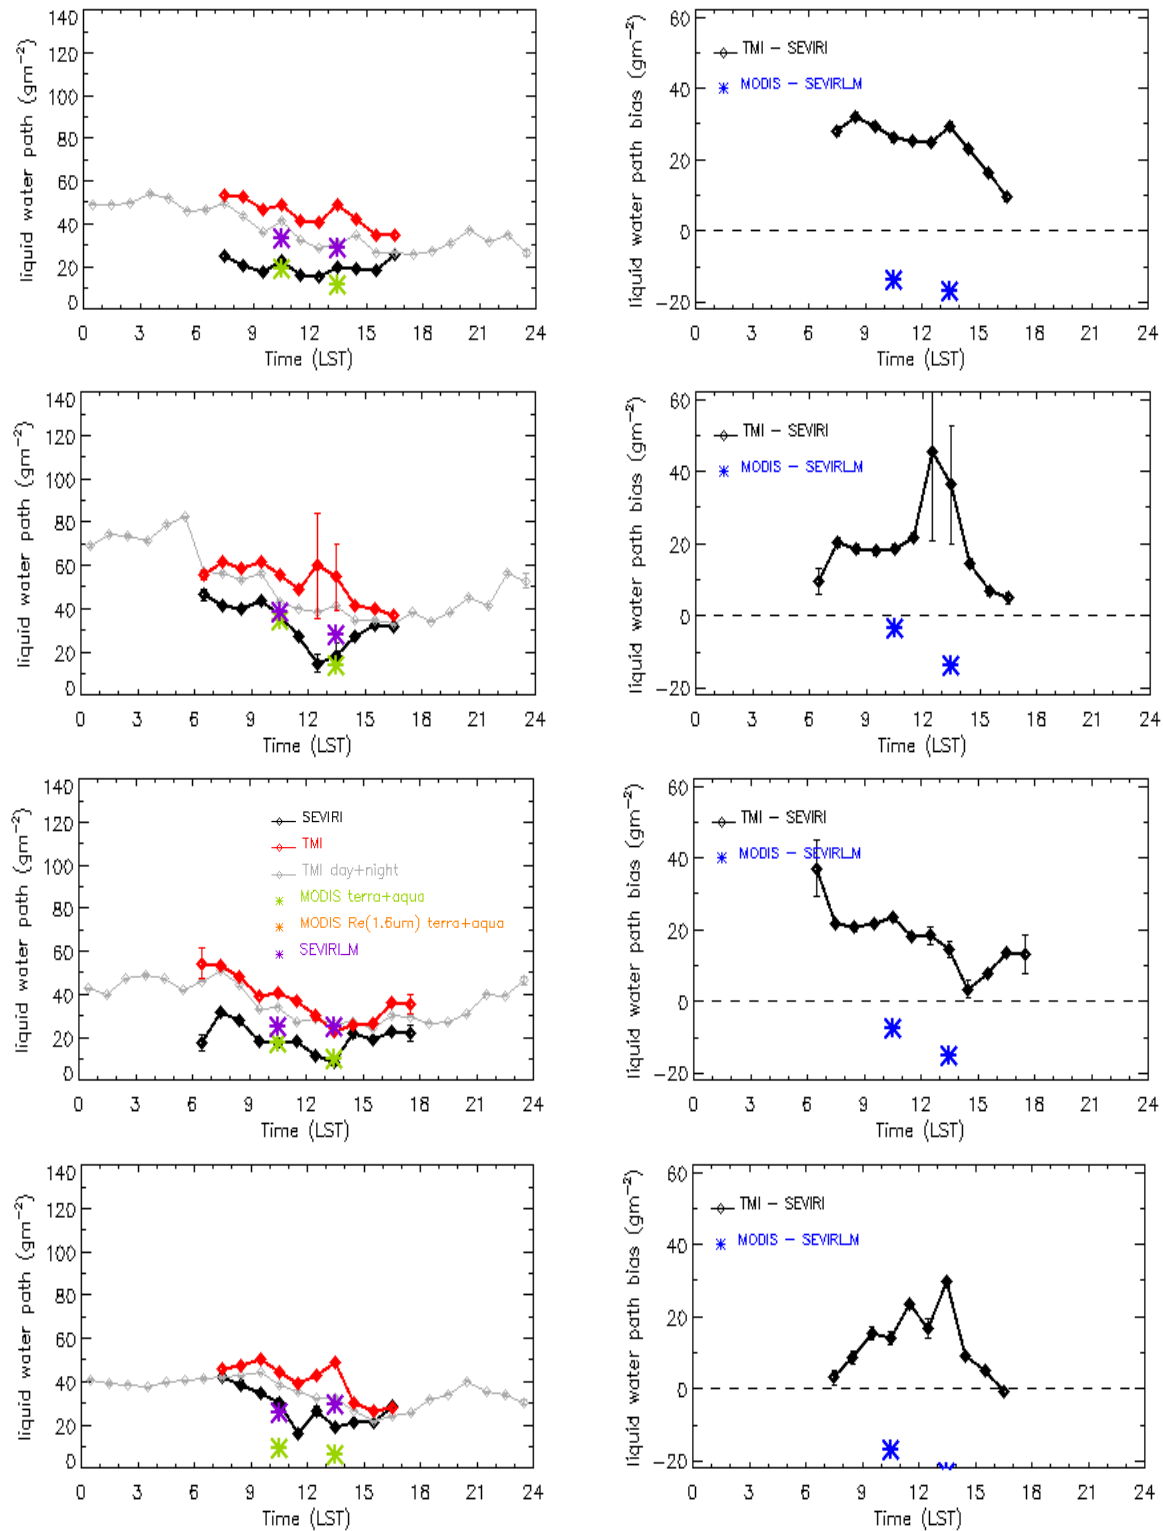 liquid water path (gm−2)
140
120
100
80
60
40
20
0
0 3 6 9 12 15 18 21 24
Time (LST)
liquid water path bias (gm−2)
60
40
20
0
−20
TMI − SEVIRI
MODIS − SEVIRI_M
0 3 6 9 12 15 18 21 24
Time (LST)
liquid water path (gm−2)
140
120
100
80
60
40
20
0
0 3 6 9 12 15 18 21 24
Time (LST)
liquid water path bias (gm−2)
60
40
20
0
−20
TMI − SEVIRI
MODIS − SEVIRI_M
0 3 6 9 12 15 18 21 24
Time (LST)
liquid water path (gm−2)
140
120
100
80
60
40
20
0
SEVIRI
TMI
TMI day+night
MODIS terra+aqua
MODIS Re(1.6um) terra+aqua
SEVIRI_M
0 3 6 9 12 15 18 21 24
Time (LST)
liquid water path bias (gm−2)
60
40
20
0
−20
TMI − SEVIRI
MODIS − SEVIRI_M
0 3 6 9 12 15 18 21 24
Time (LST)
liquid water path (gm−2)
140
120
100
80
60
40
20
0
0 3 6 9 12 15 18 21 24
Time (LST)
liquid water path bias (gm−2)
60
40
20
0
−20
TMI − SEVIRI
MODIS − SEVIRI_M
0 3 6 9 12 15 18 21 24
Time (LST)